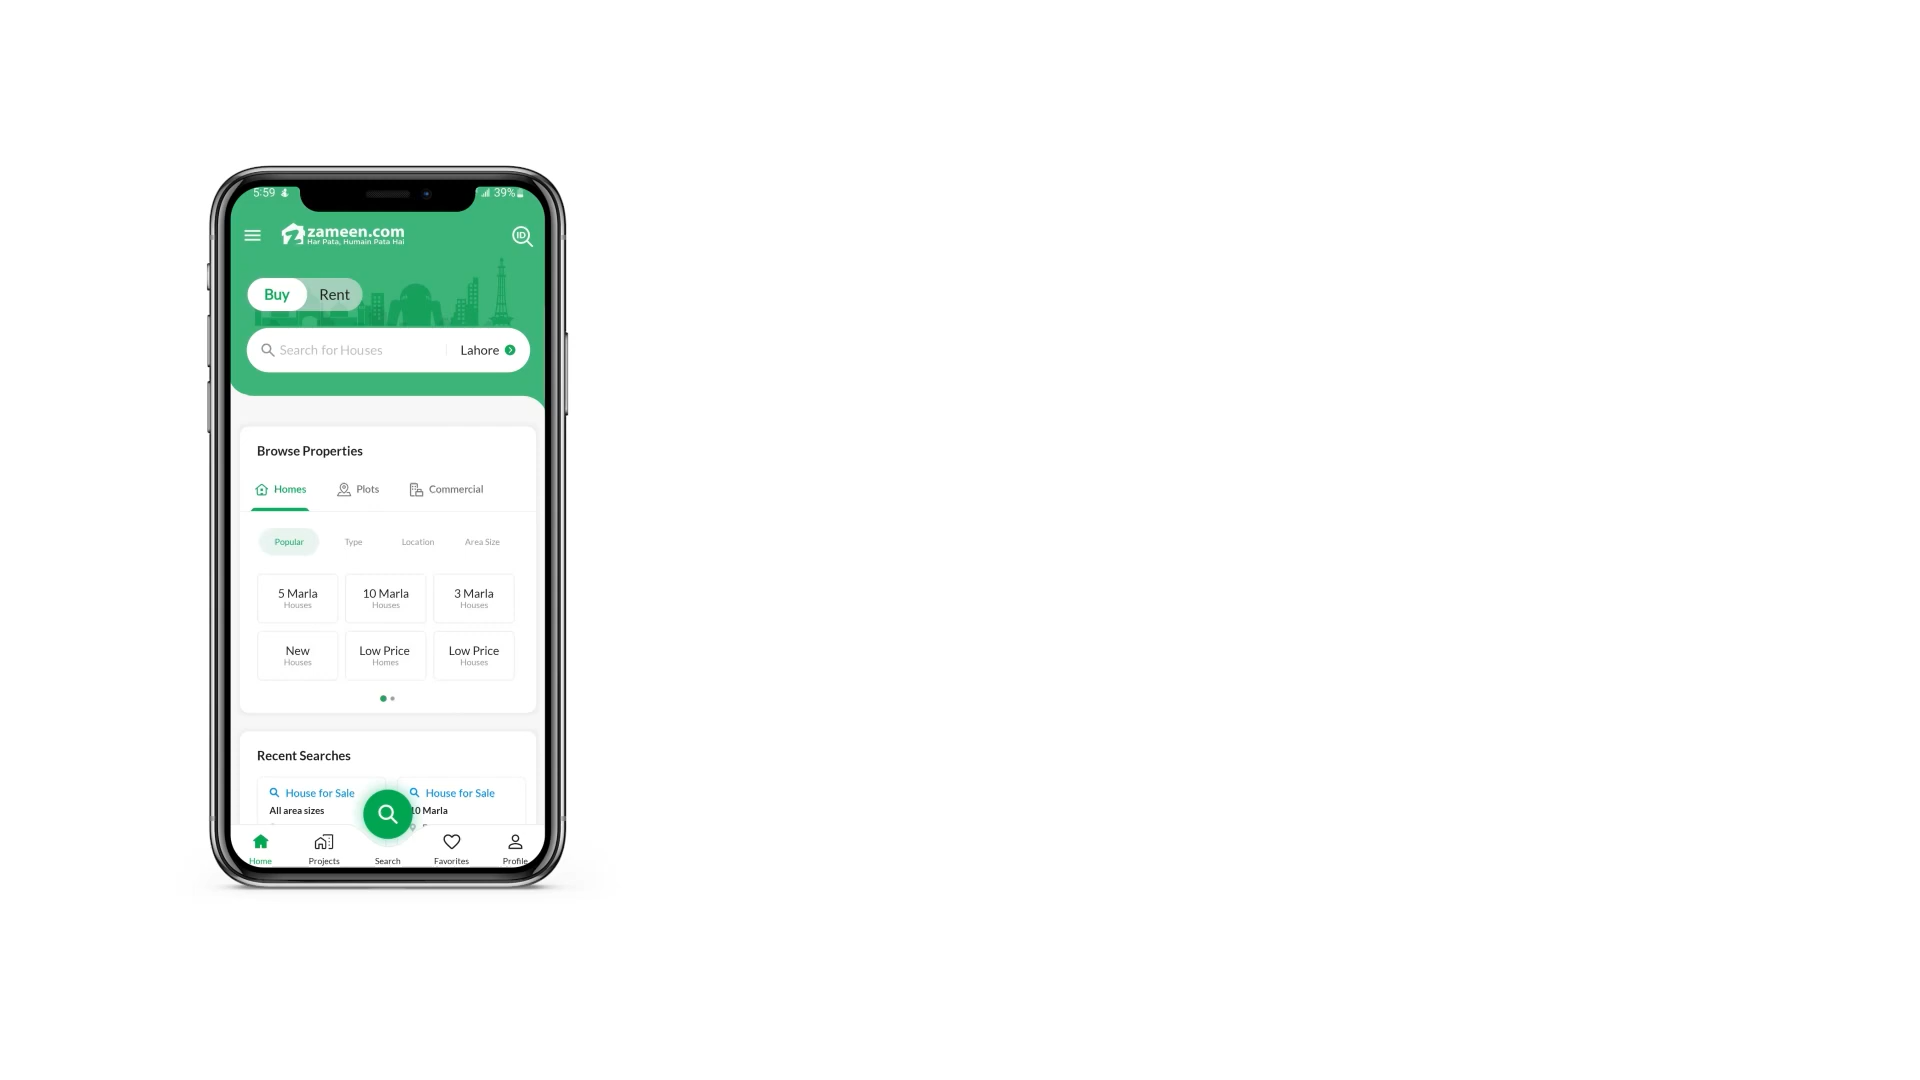 5:59
39%
zameen.com
Har Pata, Humain Pata Hai
ID
Buy Rent
Search for Houses Lahore
Browse Properties
Homes Plots Commercial
Popular Type Location Area Size
5 Marla 10 Marla 3 Marla
Houses Houses Houses
New Low Price Low Price
Houses Homes Houses
Recent Searches
House for Sale House for Sale
All area sizes 10 Marla
Home Projects Search Favorites Profile